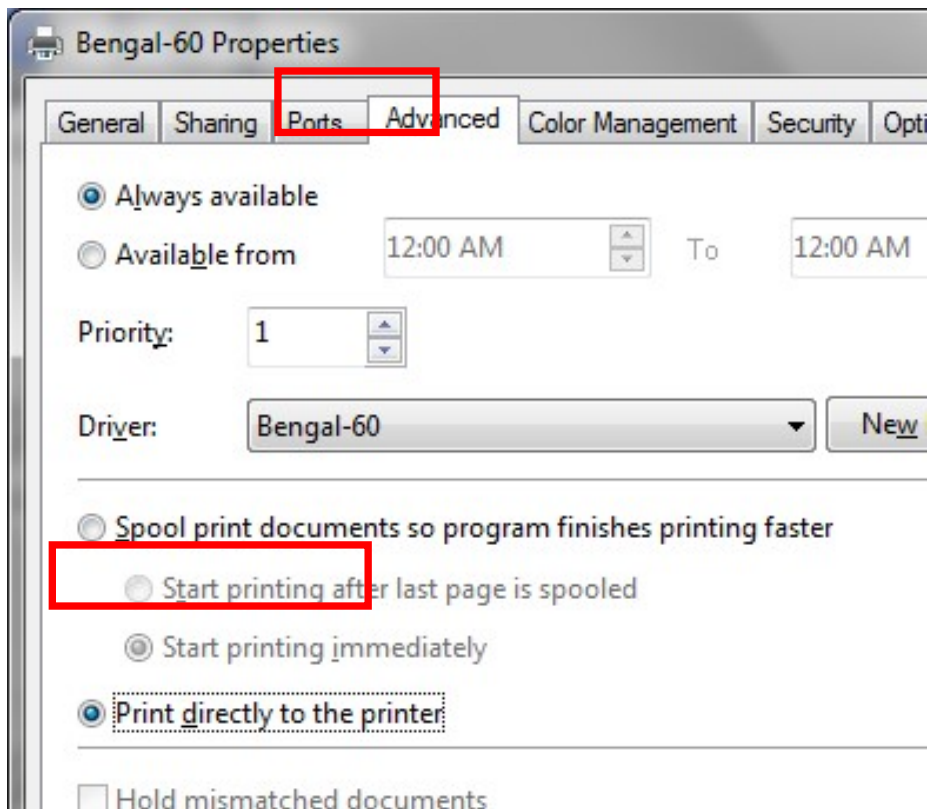 Bengal-60 Properties
General Sharing Ports Advanced Color Management Security Opti
Always available
Available from 12:00 AM To 12:00 AM
Priority: 1
Driver: Bengal-60 New
Spool print documents so program finishes printing faster
Start printing after last page is spooled
Start printing immediately
Print directly to the printer
Hold mismatched documents